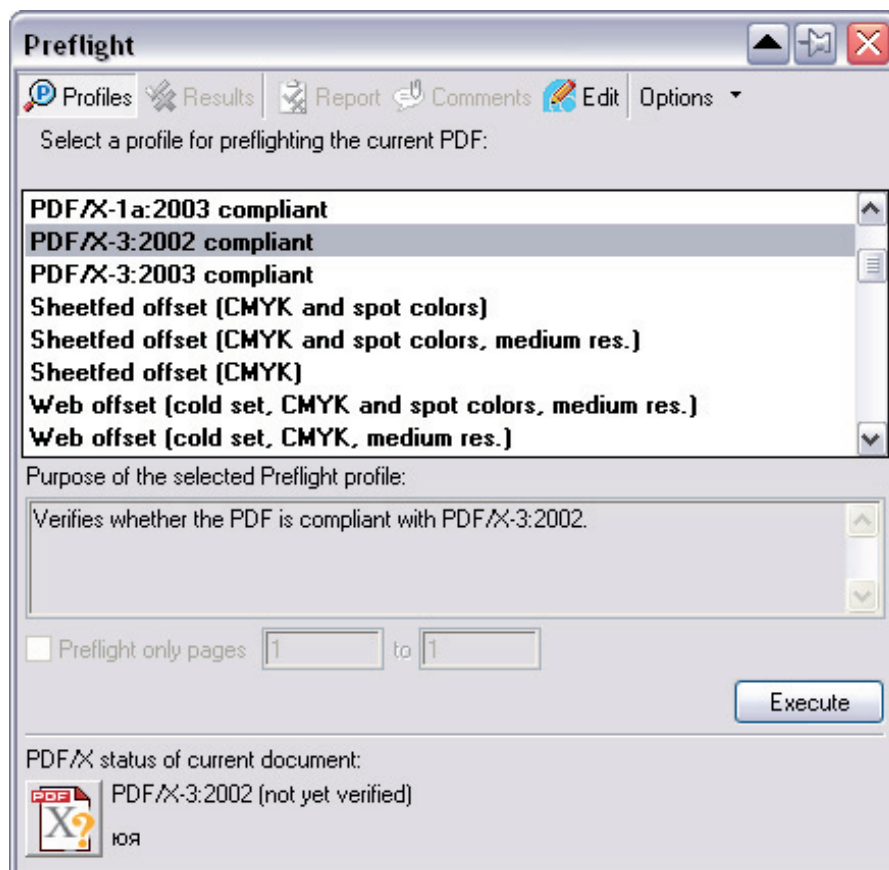 Preflight
Profiles Results Report Comments Edit Options
Select a profile for preflighting the current PDF:
PDF/X-1a:2003 compliant
PDF/X-3:2002 compliant
PDF/X-3:2003 compliant
Sheetfed offset (CMYK and spot colors)
Sheetfed offset (CMYK and spot colors, medium res.)
Sheetfed offset (CMYK)
Web offset (cold set, CMYK and spot colors, medium res.)
Web offset (cold set, CMYK, medium res.)
Purpose of the selected Preflight profile:
Verifies whether the PDF is compliant with PDF/X-3:2002.
Preflight only pages 1 to 1
Execute
PDF/X status of current document:
PDF X? PDF/X-3:2002 (not yet verified)
юя